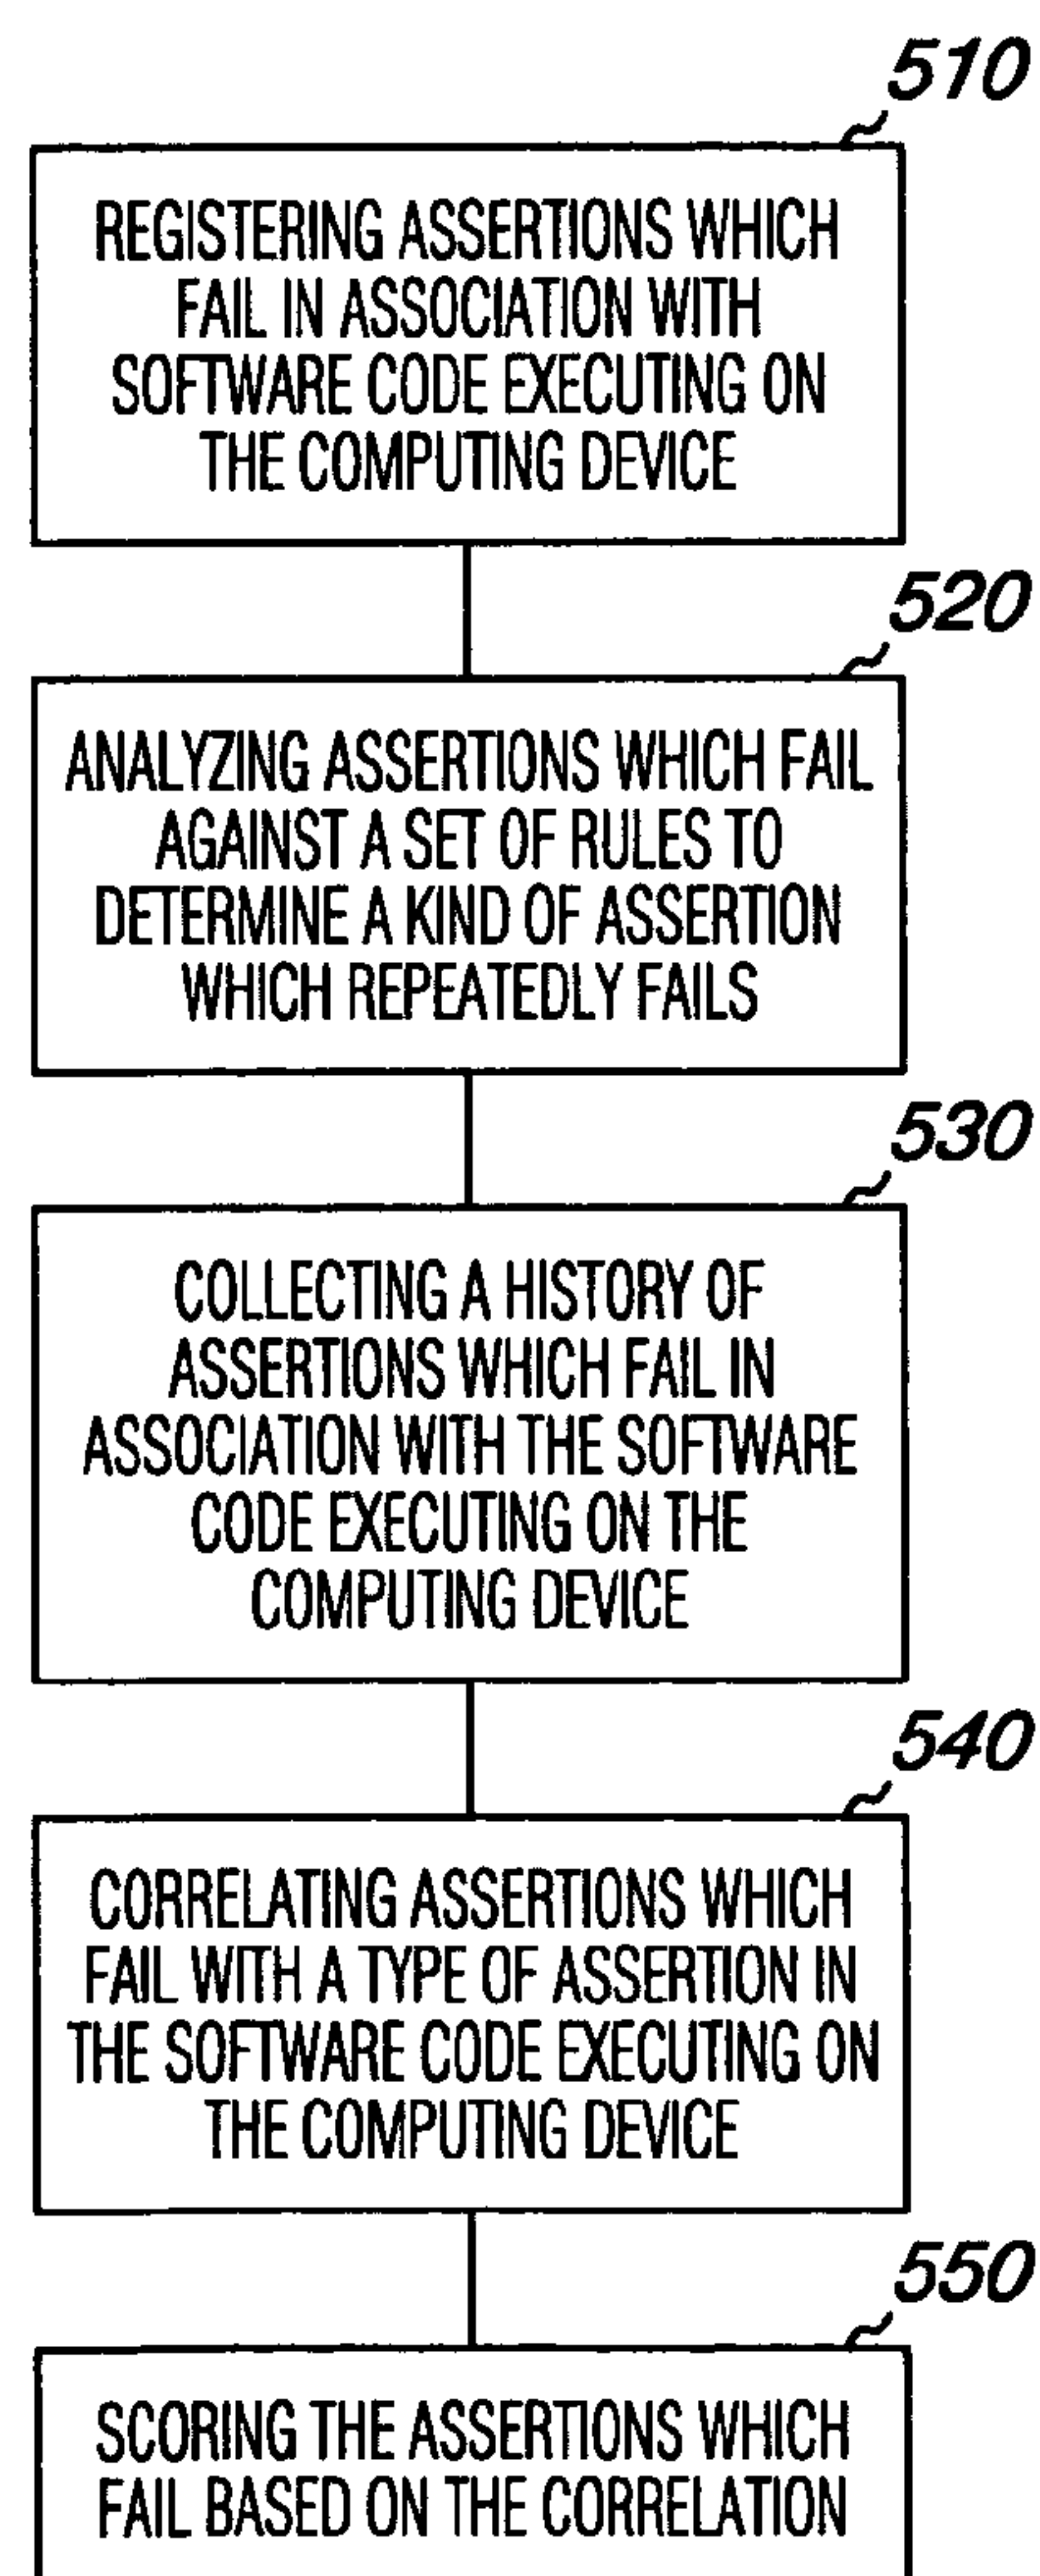 510
REGISTERING ASSERTIONS WHICH
FAIL IN ASSOCIATION WITH
SOFTWARE CODE EXECUTING ON
THE COMPUTING DEVICE
520
ANALYZING ASSERTIONS WHICH FAIL
AGAINST A SET OF RULES TO
DETERMINE A KIND OF ASSERTION
WHICH REPEATEDLY FAILS
530
COLLECTING A HISTORY OF
ASSERTIONS WHICH FAIL IN
ASSOCIATION WITH THE SOFTWARE
CODE EXECUTING ON THE
COMPUTING DEVICE
540
CORRELATING ASSERTIONS WHICH
FAIL WITH A TYPE OF ASSERTION IN
THE SOFTWARE CODE EXECUTING ON
THE COMPUTING DEVICE
550
SCORING THE ASSERTIONS WHICH
FAIL BASED ON THE CORRELATION